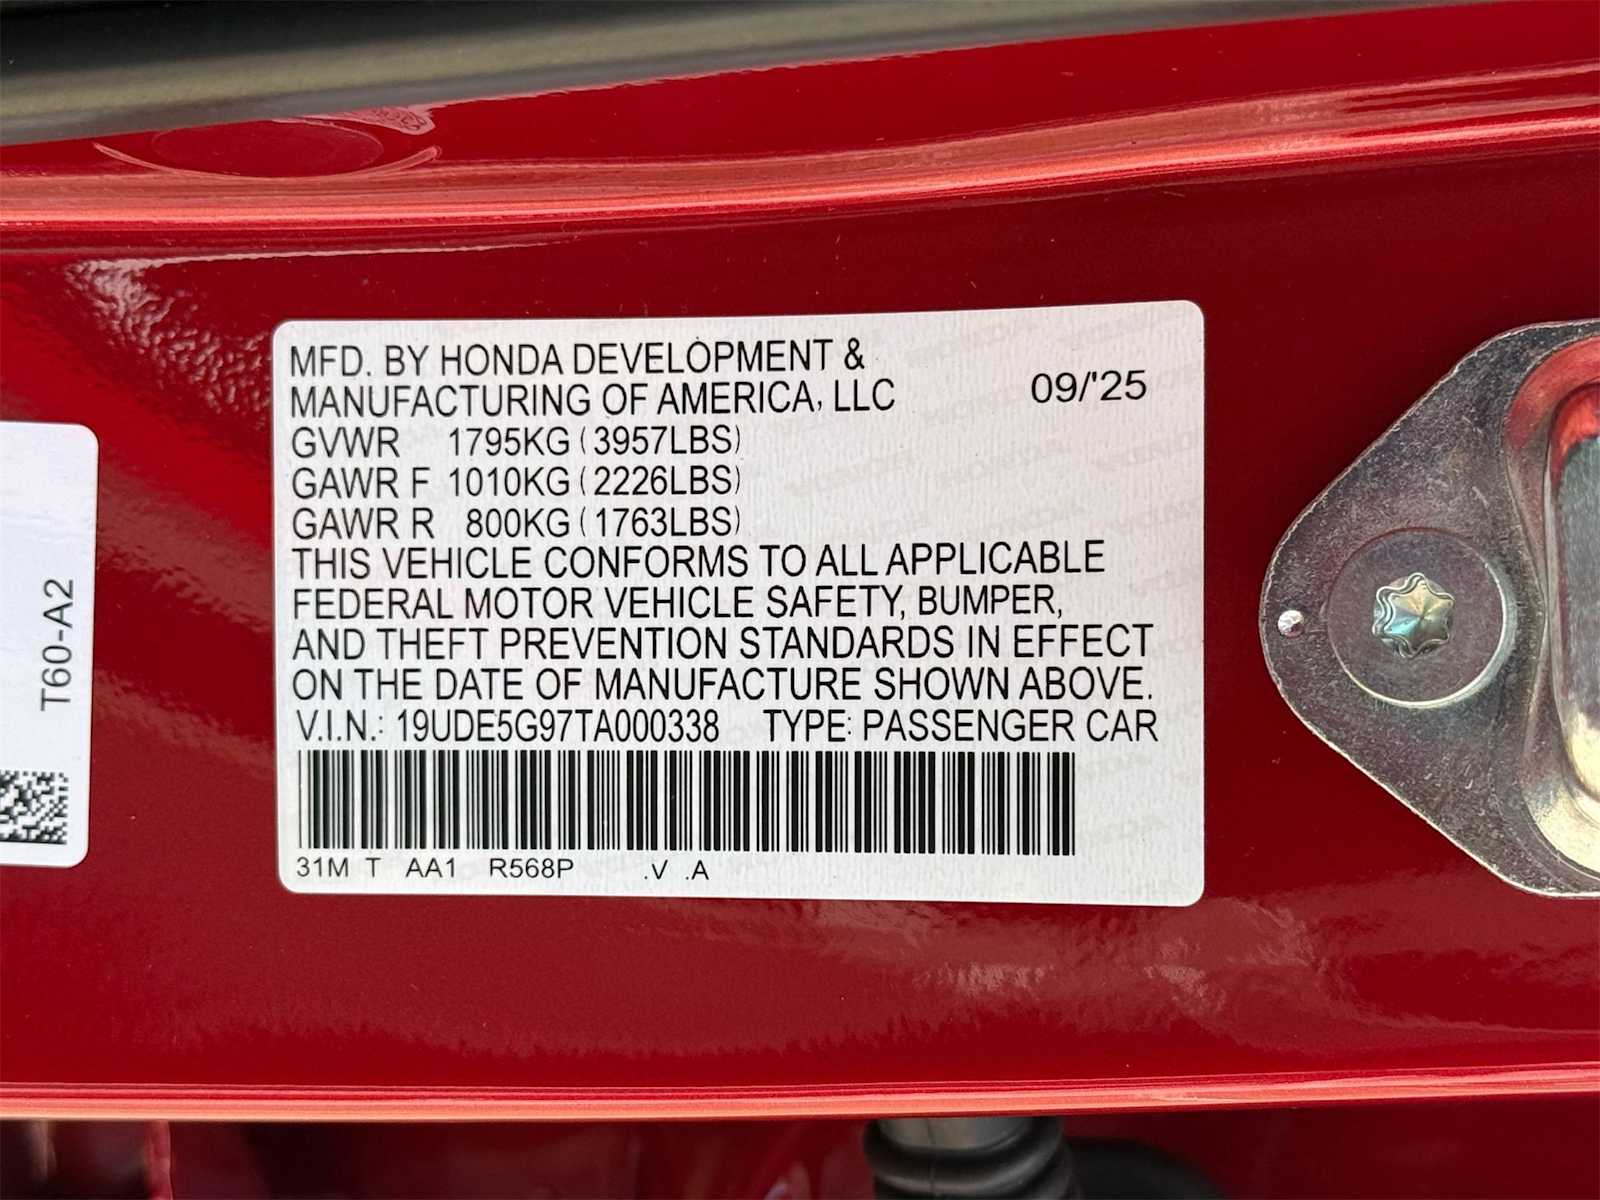 MFD. BY HONDA DEVELOPMENT &
MANUFACTURING OF AMERICA, LLC
09/'25
GVWR 1795KG (3957LBS)
GAWR F 1010KG (2226LBS)
GAWR R 800KG (1763LBS)
THIS VEHICLE CONFORMS TO ALL APPLICABLE
FEDERAL MOTOR VEHICLE SAFETY, BUMPER,
AND THEFT PREVENTION STANDARDS IN EFFECT
ON THE DATE OF MANUFACTURE SHOWN ABOVE.
V.I.N.: 19UDE5G97TA000338 TYPE: PASSENGER CAR
31M T AA1 R568P .V .A
T60-A2